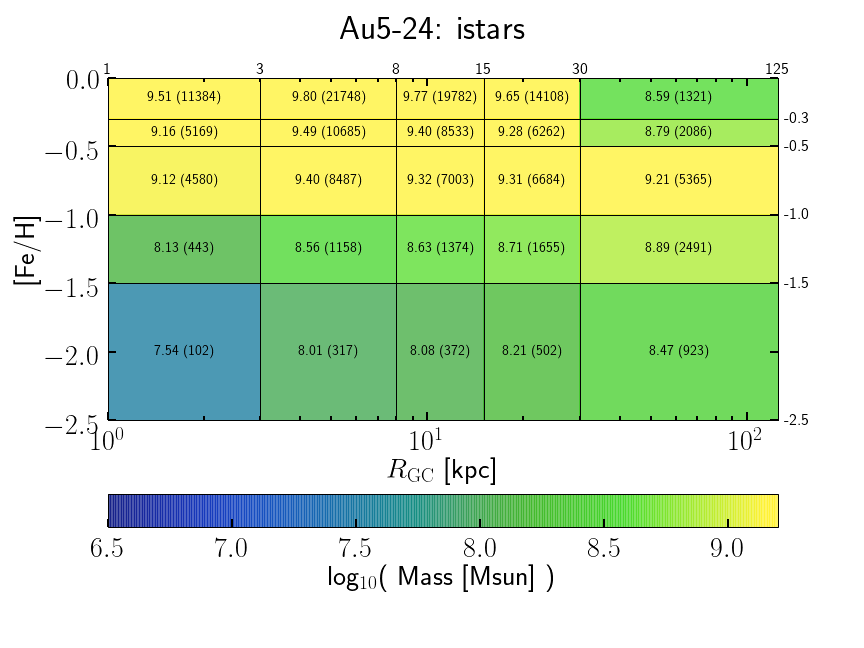 Au5-24: istars
1 3 8 15 30 125
0.0 9.51 (11384) 9.80 (21748) 9.77 (19782) 9.65 (14108) 8.59 (1321)
-0.3
9.16 (5169) 9.49 (10685) 9.40 (8533) 9.28 (6262) 8.79 (2086)
−0.5 -0.5
9.12 (4580) 9.40 (8487) 9.32 (7003) 9.31 (6684) 9.21 (5365)
−1.0 -1.0
[Fe/H]
8.13 (443) 8.56 (1158) 8.63 (1374) 8.71 (1655) 8.89 (2491)
−1.5 -1.5
7.54 (102) 8.01 (317) 8.08 (372) 8.21 (502) 8.47 (923)
−2.0
−2.5 -2.5
10⁰ 10¹ 10²
R_GC [kpc]
6.5 7.0 7.5 8.0 8.5 9.0
log₁₀( Mass [Msun] )